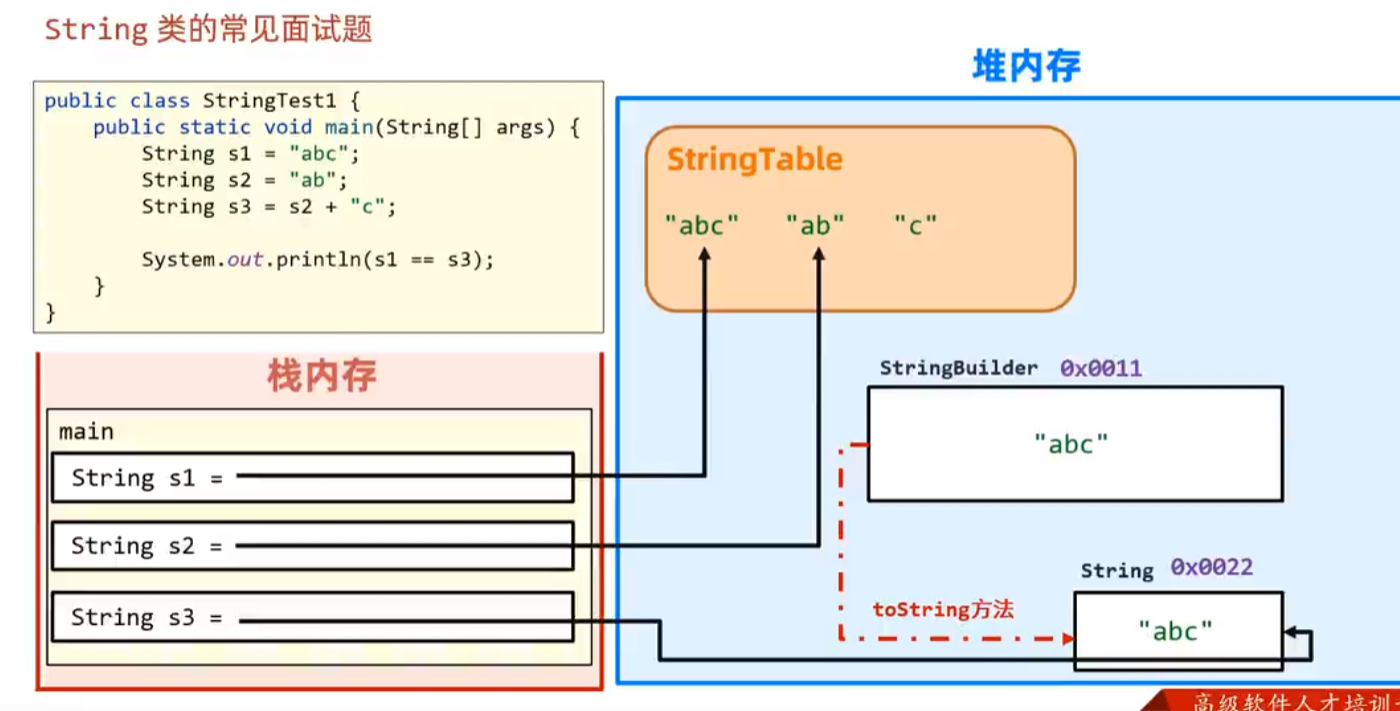 String 类的常见面试题
public class StringTest1 {
    public static void main(String[] args) {
        String s1 = "abc";
        String s2 = "ab";
        String s3 = s2 + "c";
        System.out.println(s1 == s3);
    }
}
堆内存
StringTable
"abc" "ab" "c"
StringBuilder 0x0011
"abc"
String 0x0022
toString方法
"abc"
栈内存
main
String s1 =
String s2 =
String s3 =
高级软件人才培训